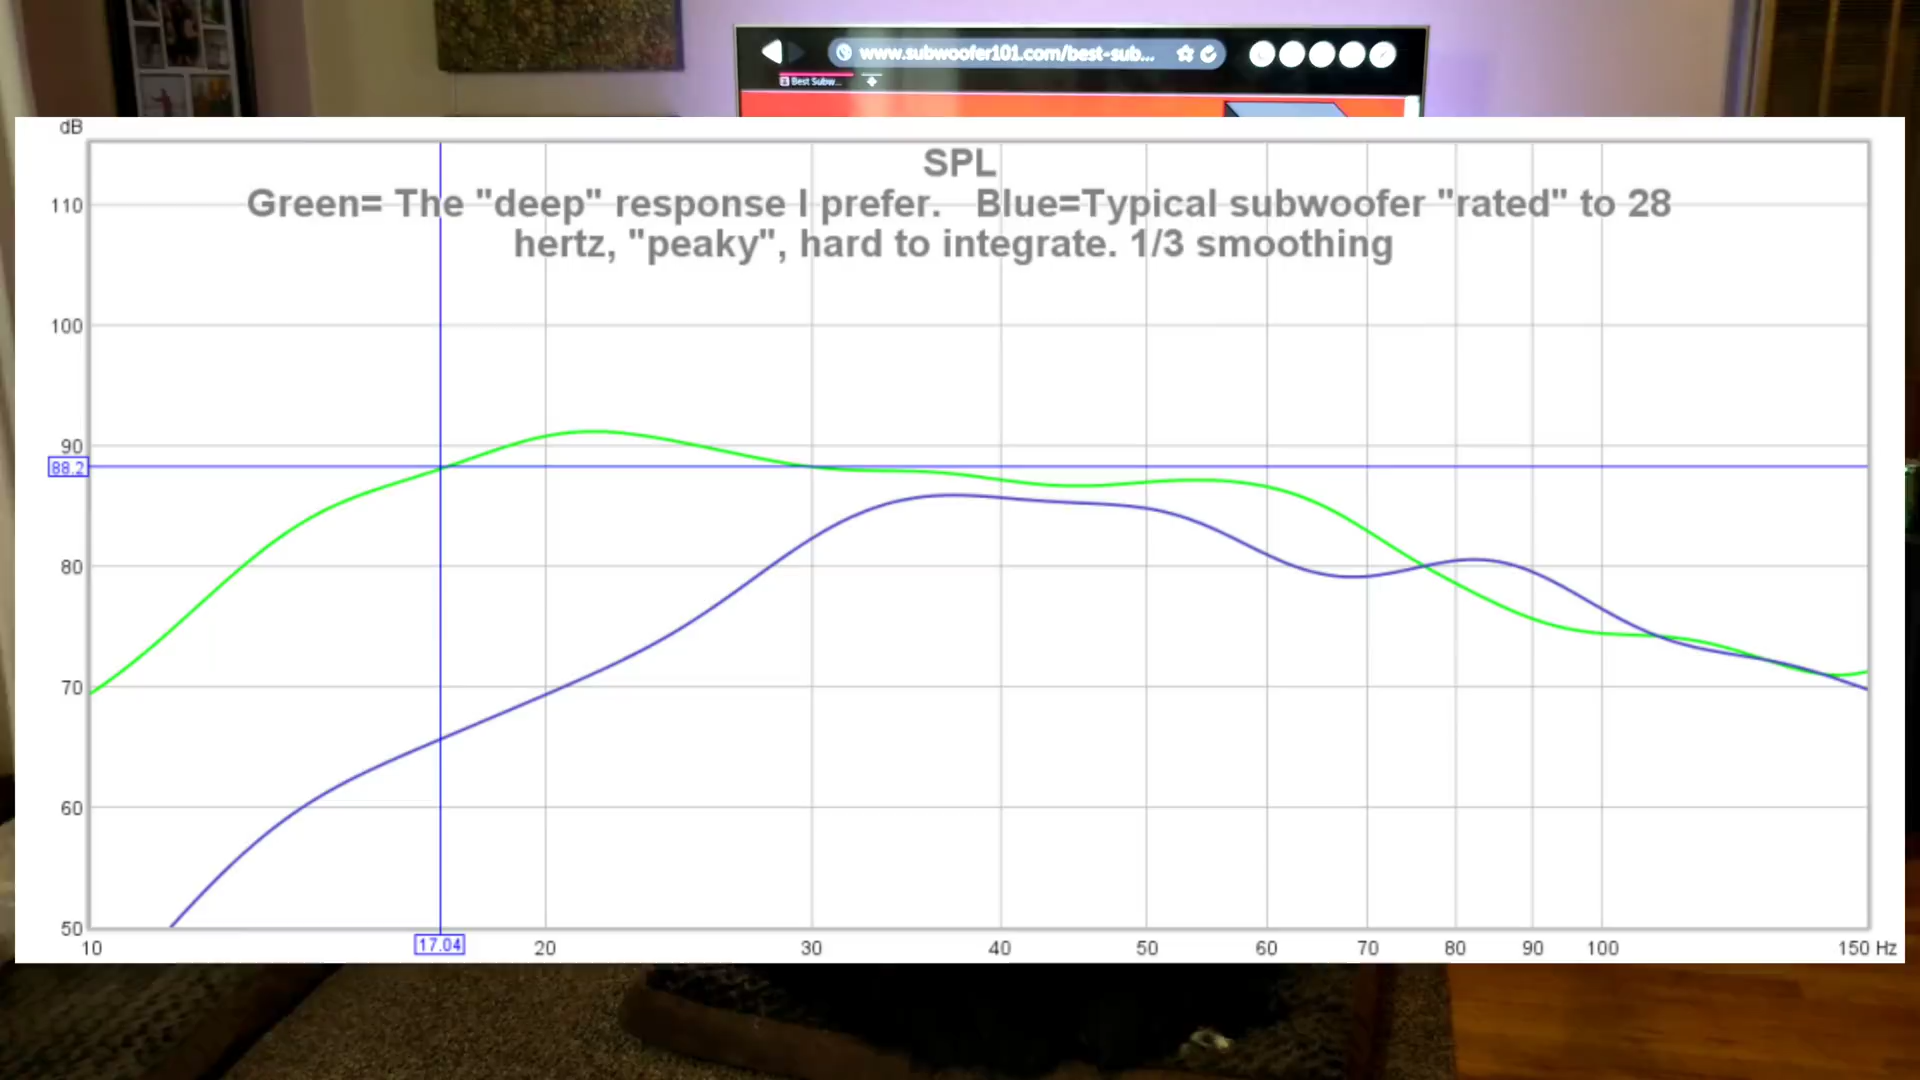 www.subwoofer101.com/best-sub...
Best Subw...
dB
SPL
Green= The "deep" response I prefer. Blue=Typical subwoofer "rated" to 28
hertz, "peaky", hard to integrate. 1/3 smoothing
110
100
90
88.2
80
70
60
50
10
17.04
20
30
40
50
60
70
80
90
100
150 Hz